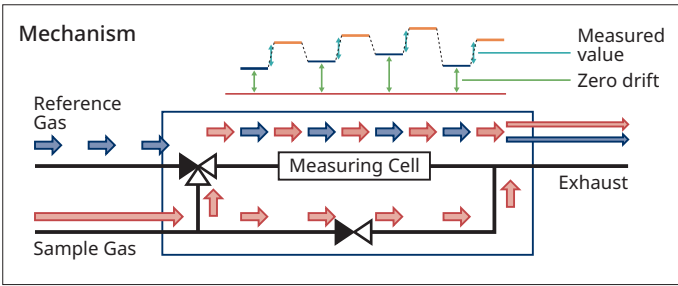 Mechanism
Measured
value
Zero drift
Reference
Gas
Measuring Cell
Exhaust
Sample Gas